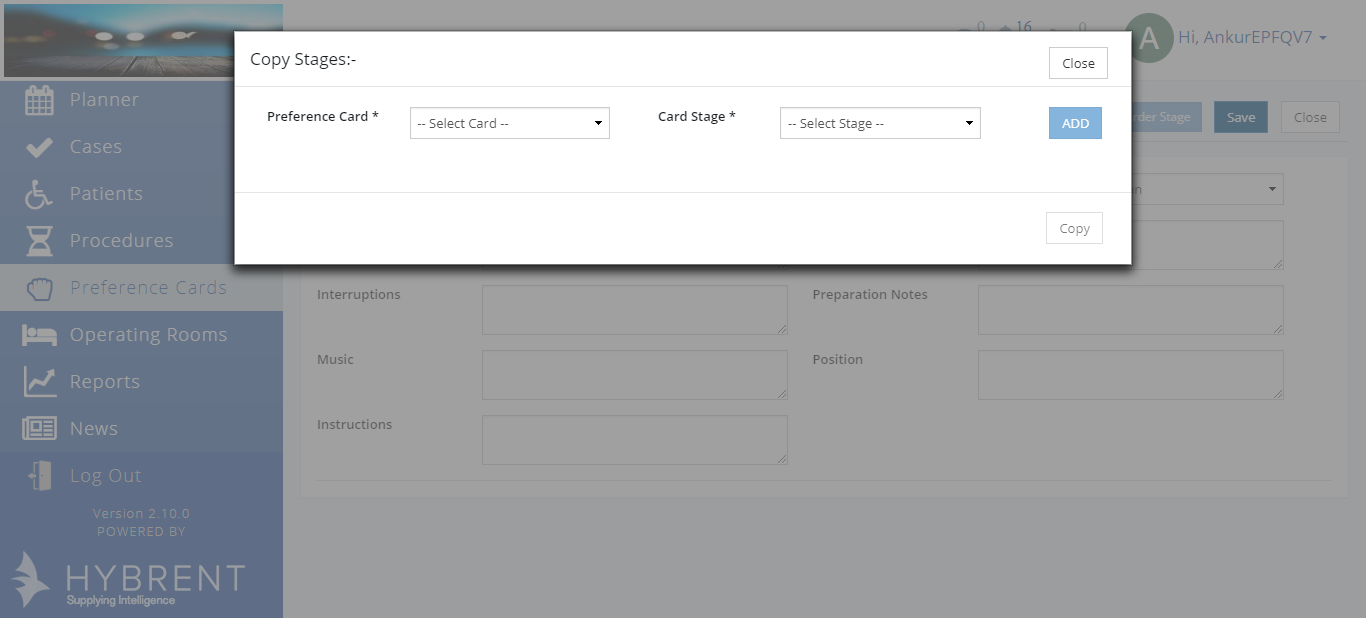 0 16 0
A Hi, AnkurEPFQV7
Copy Stages:-
Close
Preference Card *
-- Select Card --
Card Stage *
-- Select Stage --
ADD
Copy
Planner
Cases
Patients
Procedures
Preference Cards
Operating Rooms
Reports
News
Log Out
Version 2.10.0
POWERED BY
HYBRENT
Supplying Intelligence
Stage
Save
Close
Interruptions
Preparation Notes
Music
Position
Instructions